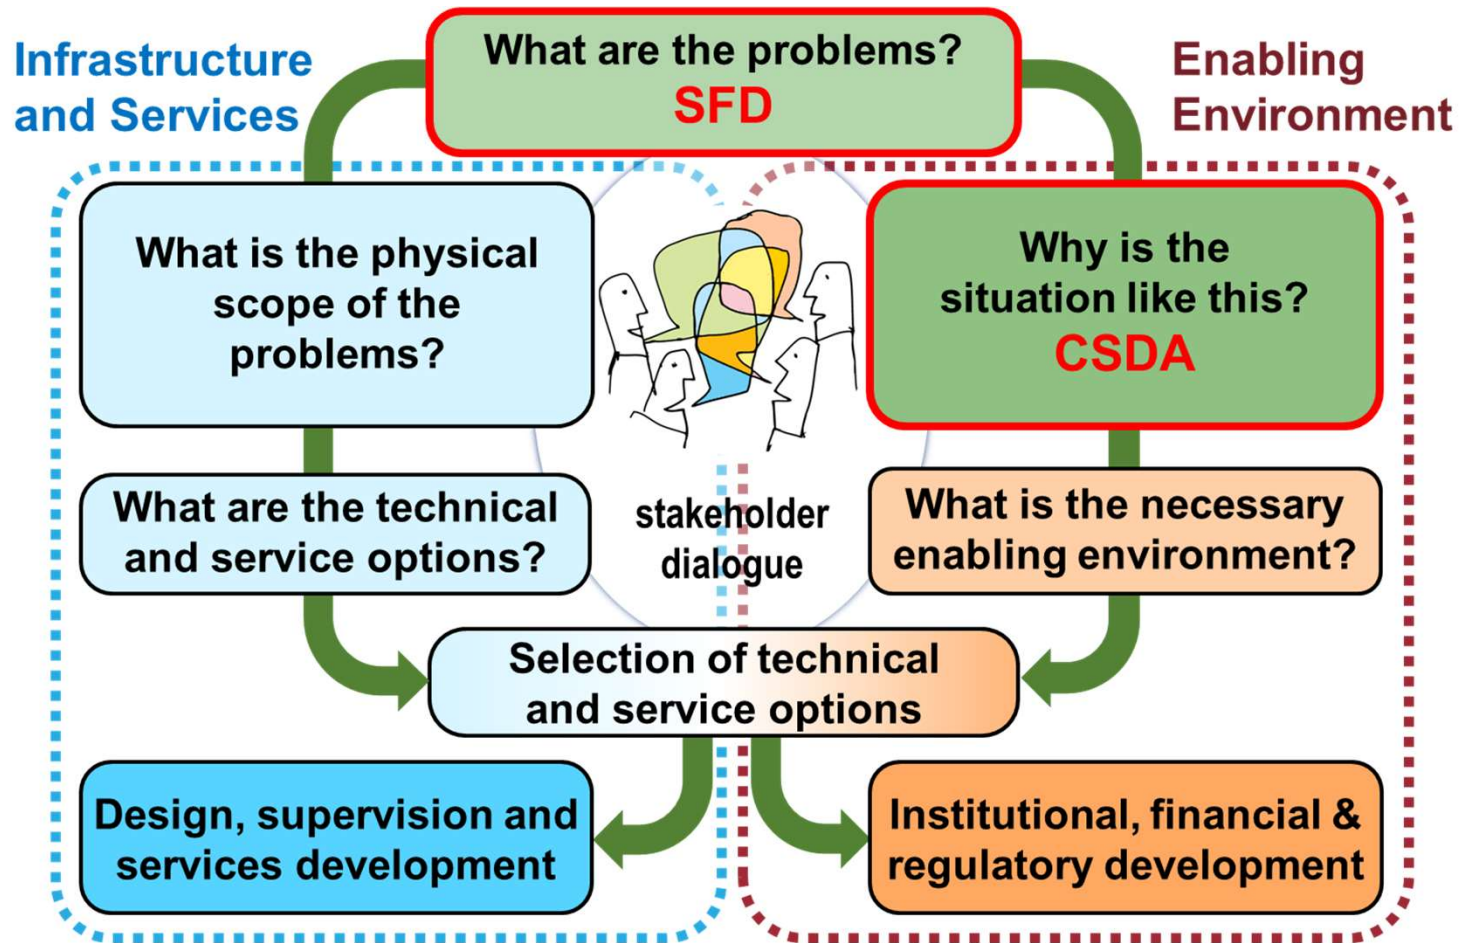 Infrastructure
and Services
What are the problems?
SFD
Enabling
Environment
What is the physical
scope of the
problems?
Why is the
situation like this?
CSDA
What are the technical
and service options?
stakeholder
dialogue
What is the necessary
enabling environment?
Selection of technical
and service options
Design, supervision and
services development
Institutional, financial &
regulatory development